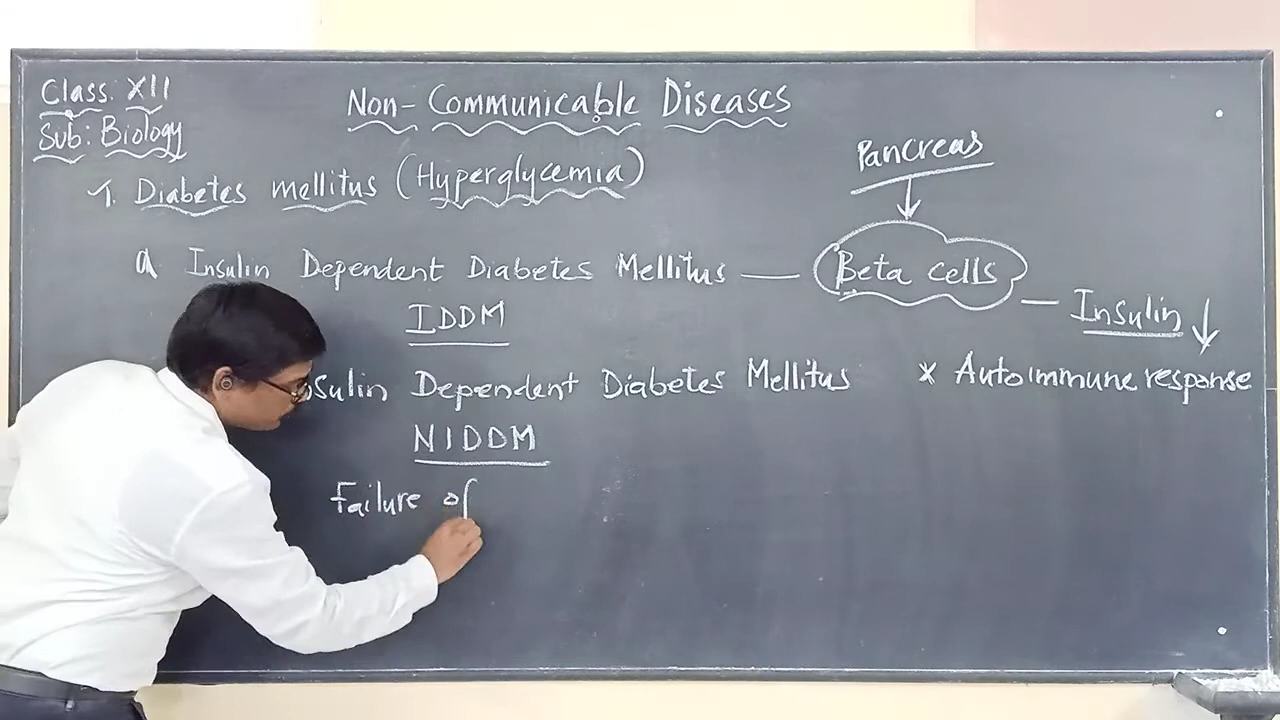 Class: XII
Sub: Biology
Non-Communicable Diseases
1. Diabetes mellitus (Hyperglycemia)
Pancreas
a Insulin Dependent Diabetes Mellitus — Beta cells — Insulin ↓
IDDM
Dependent Diabetes Mellitus
* Autoimmune response
NIDDM
Failure of